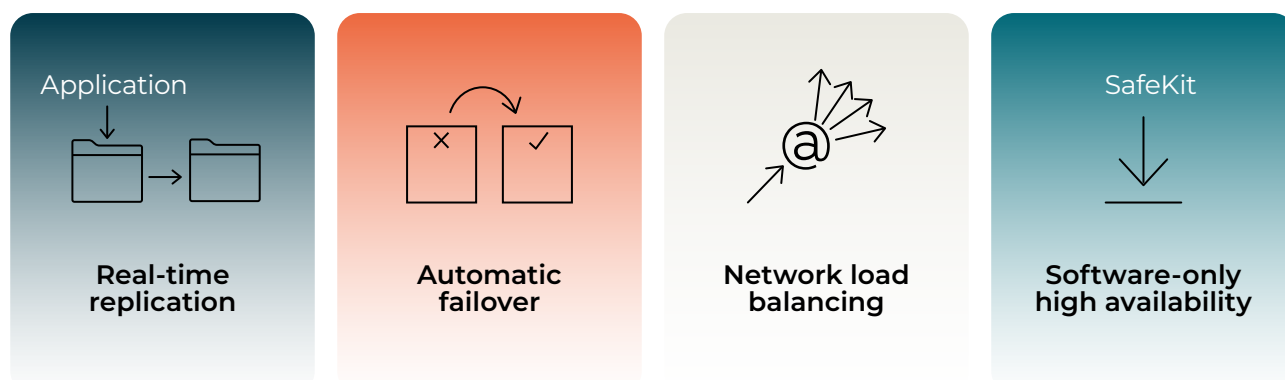 Application
Real-time
replication
Automatic
failover
@
Network load
balancing
SafeKit
Software-only
high availability